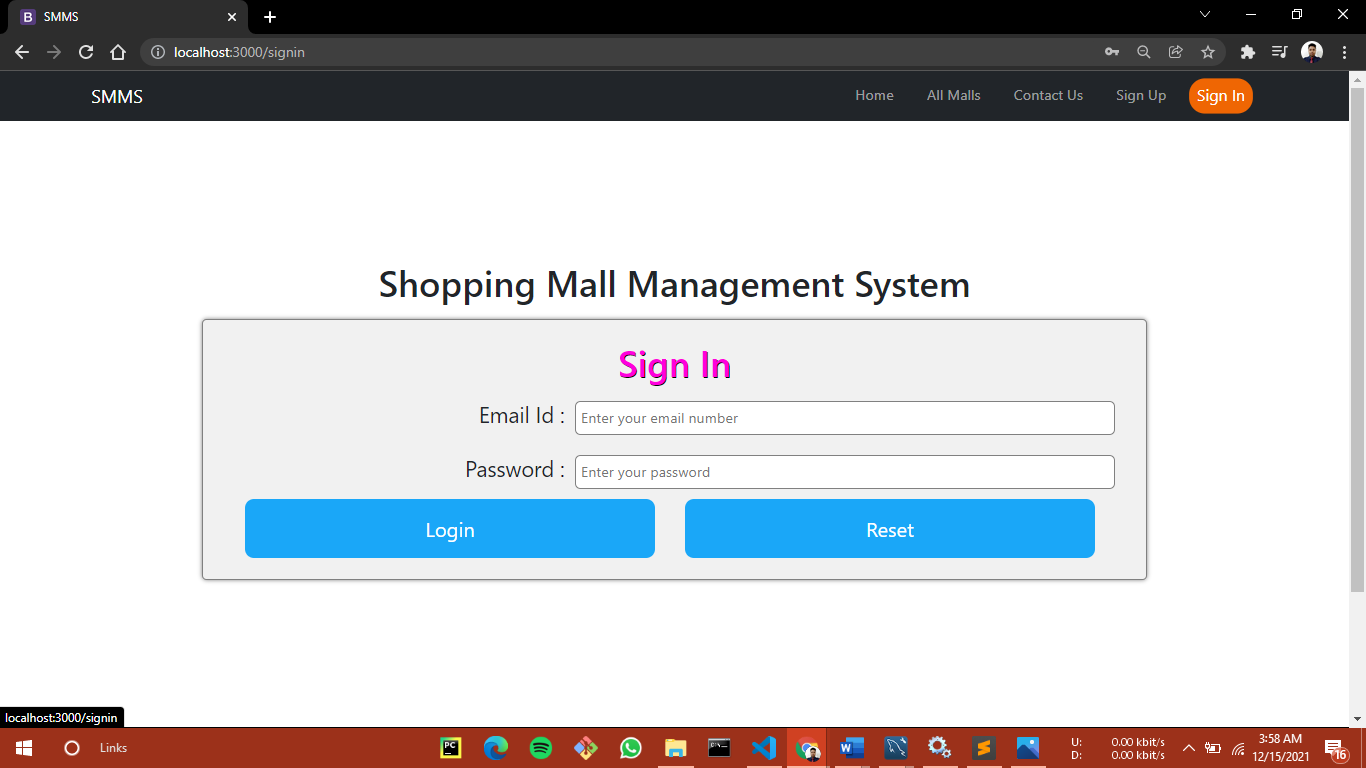 SMMS
localhost:3000/signin
SMMS Home All Malls Contact Us Sign Up Sign In
Shopping Mall Management System
Sign In
Email Id : Enter your email number
Password : Enter your password
Login Reset
localhost:3000/signin
Links
PC
U: 0.00 kbit/s
D: 0.00 kbit/s
3:58 AM
12/15/2021
16